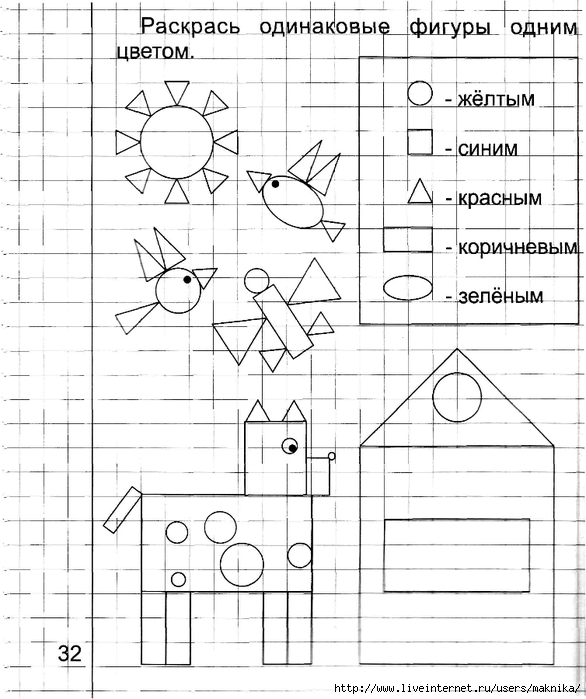 Раскрась одинаковые фигуры одним
цветом.
- жёлтым
- синим
- красным
- коричневым
- зелёным
32
http://www.liveinternet.ru/users/maknika/